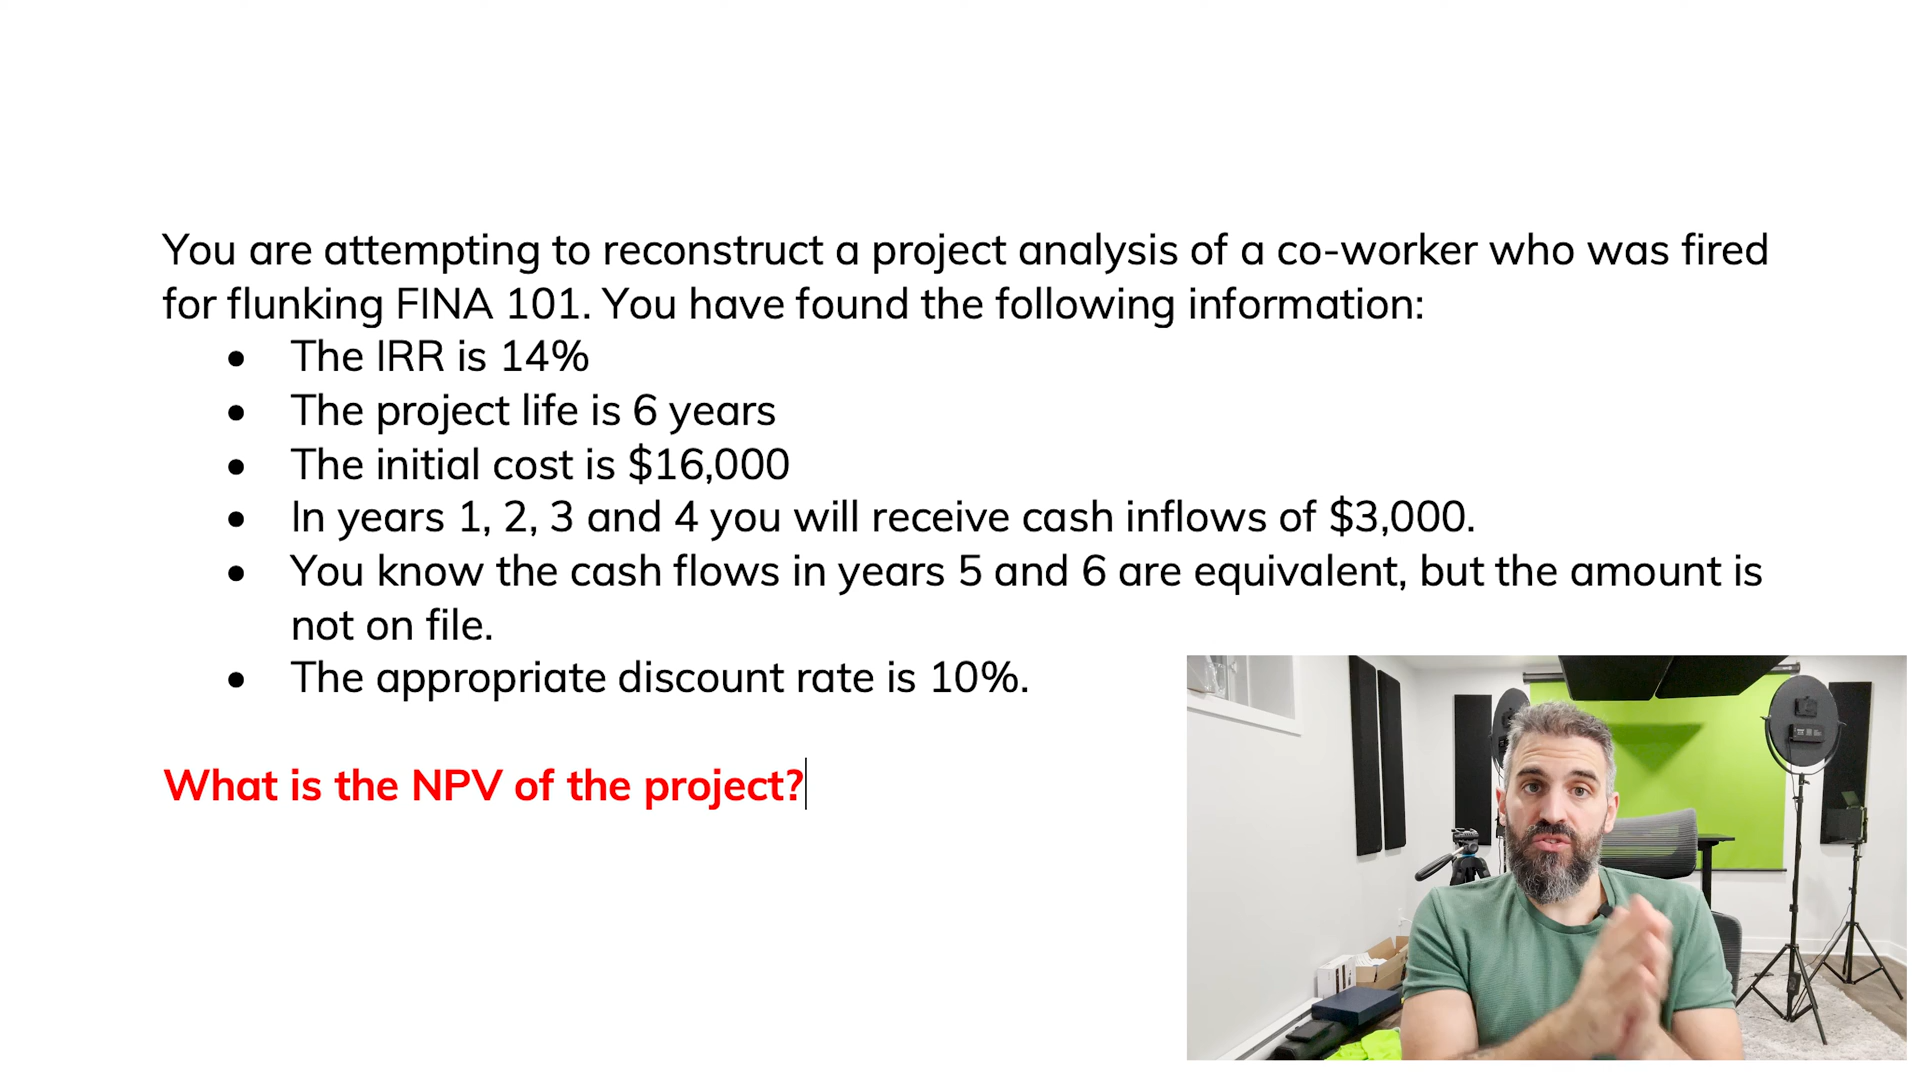 You are attempting to reconstruct a project analysis of a co-worker who was fired
for flunking FINA 101. You have found the following information:
• The IRR is 14%
• The project life is 6 years
• The initial cost is $16,000
• In years 1, 2, 3 and 4 you will receive cash inflows of $3,000.
• You know the cash flows in years 5 and 6 are equivalent, but the amount is
not on file.
• The appropriate discount rate is 10%.
What is the NPV of the project?